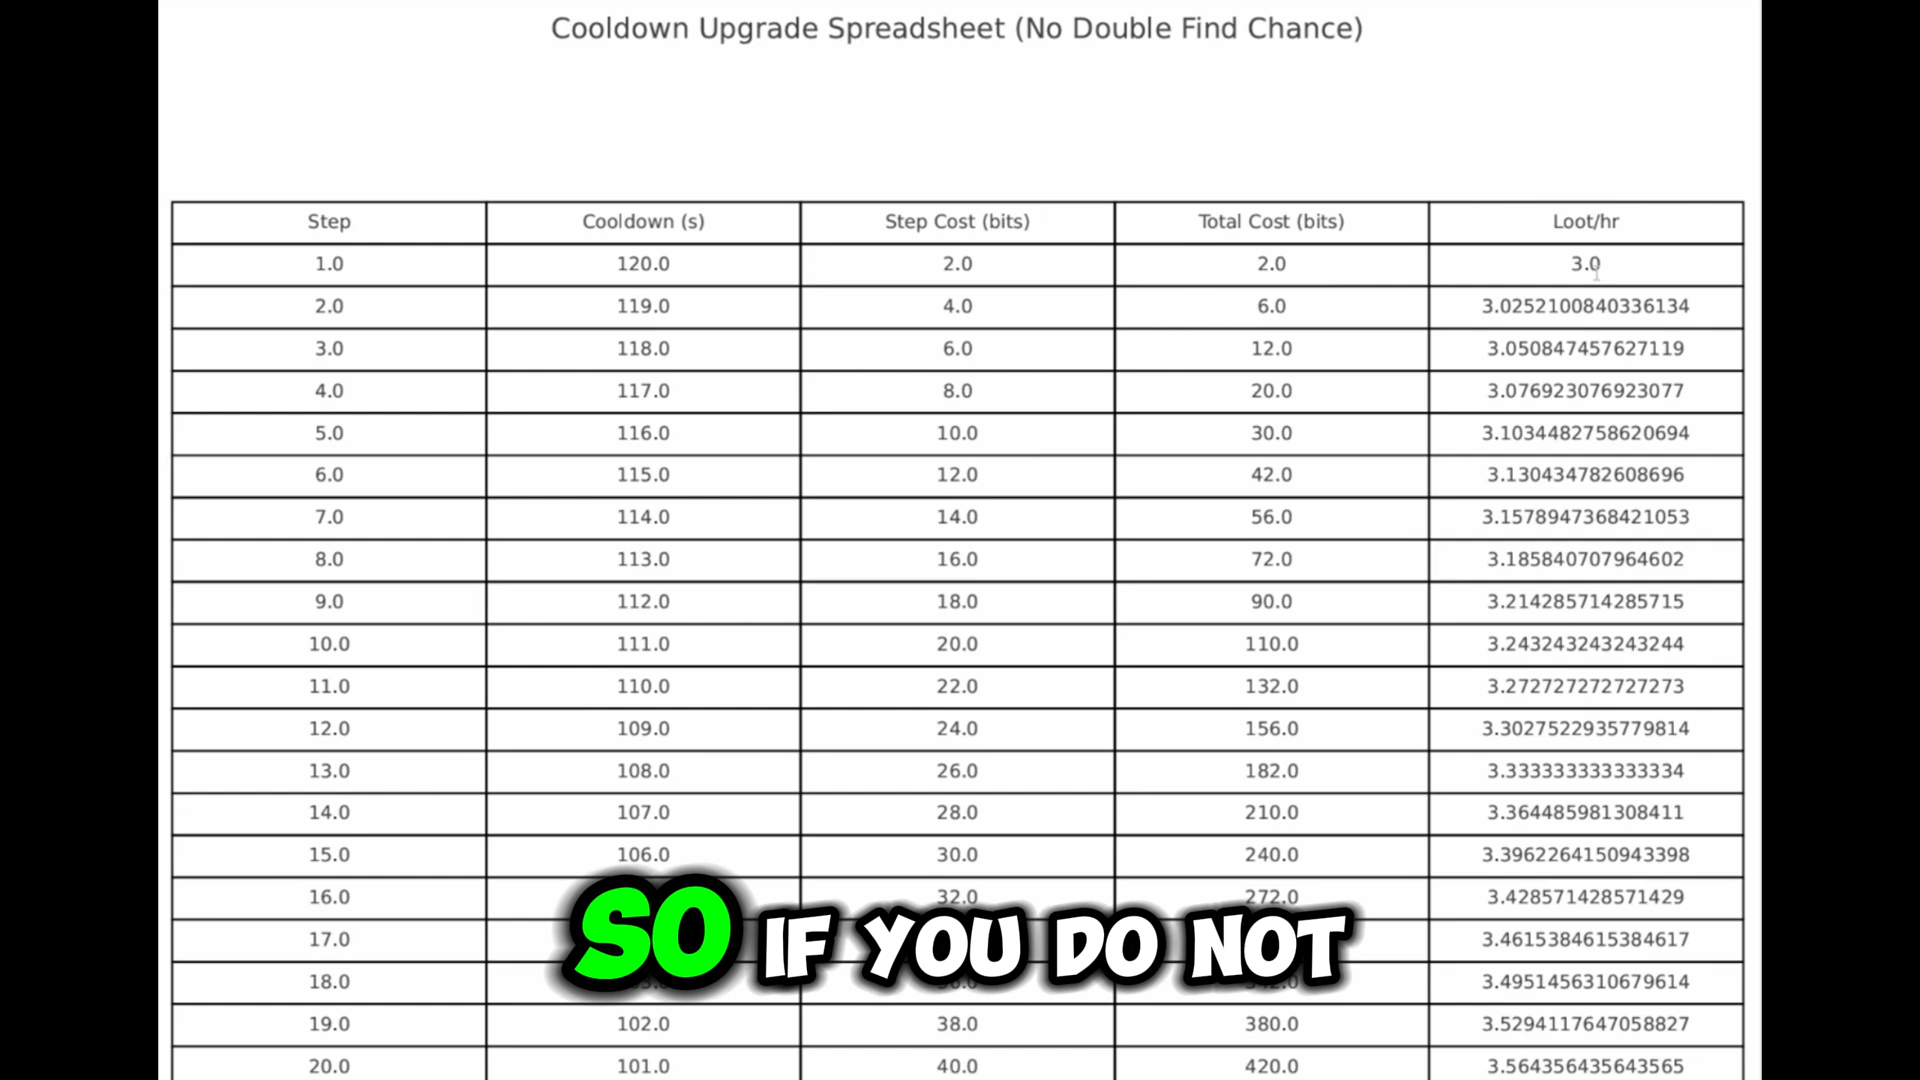 Cooldown Upgrade Spreadsheet (No Double Find Chance)
Step Cooldown (s) Step Cost (bits) Total Cost (bits) Loot/hr
1.0 120.0 2.0 2.0 3.0
2.0 119.0 4.0 6.0 3.0252100840336134
3.0 118.0 6.0 12.0 3.050847457627119
4.0 117.0 8.0 20.0 3.076923076923077
5.0 116.0 10.0 30.0 3.1034482758620694
6.0 115.0 12.0 42.0 3.130434782608696
7.0 114.0 14.0 56.0 3.1578947368421053
8.0 113.0 16.0 72.0 3.185840707964602
9.0 112.0 18.0 90.0 3.214285714285715
10.0 111.0 20.0 110.0 3.243243243243244
11.0 110.0 22.0 132.0 3.272727272727273
12.0 109.0 24.0 156.0 3.3027522935779814
13.0 108.0 26.0 182.0 3.333333333333334
14.0 107.0 28.0 210.0 3.364485981308411
15.0 106.0 30.0 240.0 3.3962264150943398
16.0 32.0 272.0 3.428571428571429
17.0 3.4615384615384617
18.0 3.4951456310679614
SO IF YOU DO NOT
19.0 102.0 38.0 380.0 3.5294117647058827
20.0 101.0 40.0 420.0 3.564356435643565